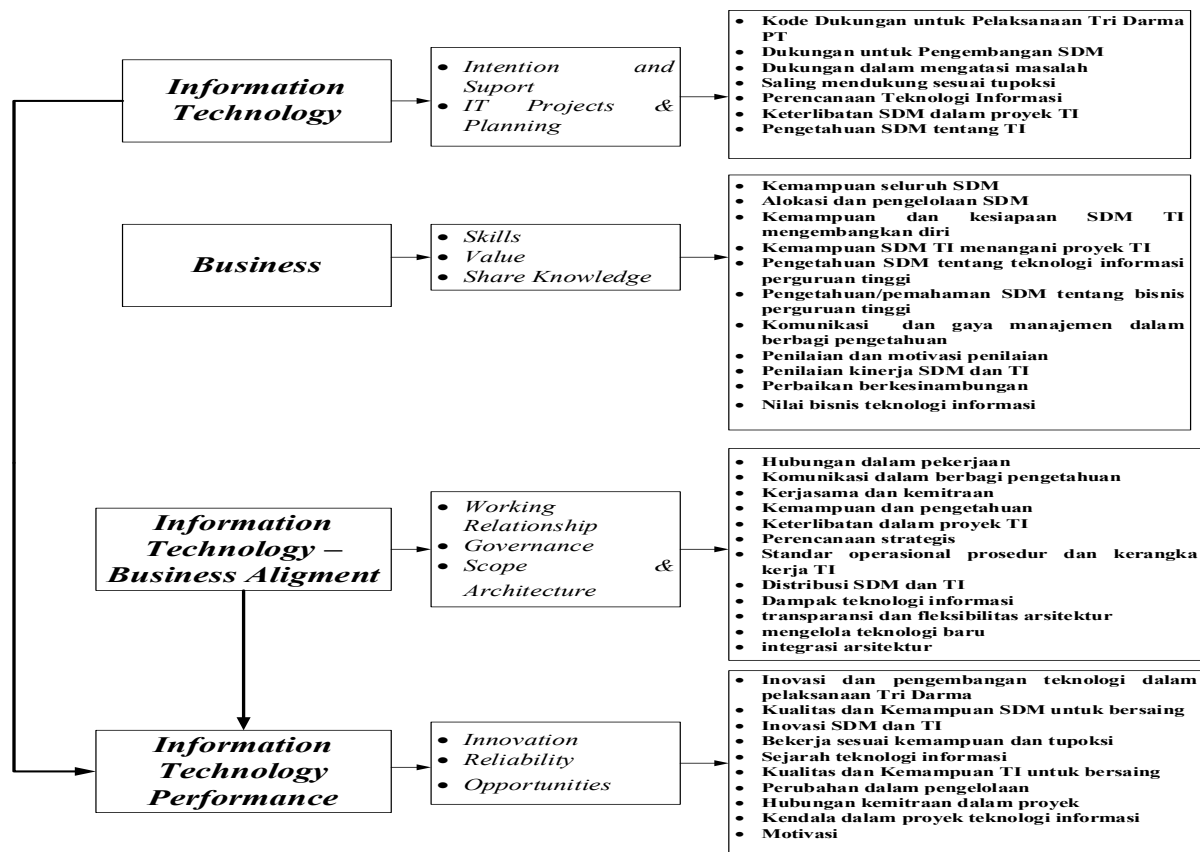 Information
Technology
• Intention and
Suport
• IT Projects &
Planning
• Kode Dukungan untuk Pelaksanaan Tri Darma
PT
• Dukungan untuk Pengembangan SDM
• Dukungan dalam mengatasi masalah
• Saling mendukung sesuai tupoksi
• Perencanaan Teknologi Informasi
• Keterlibatan SDM dalam proyek TI
• Pengetahuan SDM tentang TI
Business
• Skills
• Value
• Share Knowledge
• Kemampuan seluruh SDM
• Alokasi dan pengelolaan SDM
• Kemampuan dan kesiapaan SDM TI
mengembangkan diri
• Kemampuan SDM TI menangani proyek TI
• Pengetahuan SDM tentang teknologi informasi
perguruan tinggi
• Pengetahuan/pemahaman SDM tentang bisnis
perguruan tinggi
• Komunikasi dan gaya manajemen dalam
berbagi pengetahuan
• Penilaian dan motivasi penilaian
• Penilaian kinerja SDM dan TI
• Perbaikan berkesinambungan
• Nilai bisnis teknologi informasi
Information
Technology –
Business Aligment
• Working
Relationship
• Governance
• Scope &
Architecture
• Hubungan dalam pekerjaan
• Komunikasi dalam berbagi pengetahuan
• Kerjasama dan kemitraan
• Kemampuan dan pengetahuan
• Keterlibatan dalam proyek TI
• Perencanaan strategis
• Standar operasional prosedur dan kerangka
kerja TI
• Distribusi SDM dan TI
• Dampak teknologi informasi
• transparansi dan fleksibilitas arsitektur
• mengelola teknologi baru
• integrasi arsitektur
Information
Technology
Performance
• Innovation
• Reliability
• Opportunities
• Inovasi dan pengembangan teknologi dalam
pelaksanaan Tri Darma
• Kualitas dan Kemampuan SDM untuk bersaing
• Inovasi SDM dan TI
• Bekerja sesuai kemampuan dan tupoksi
• Sejarah teknologi informasi
• Kualitas dan Kemampuan TI untuk bersaing
• Perubahan dalam pengelolaan
• Hubungan kemitraan dalam proyek
• Kendala dalam proyek teknologi informasi
• Motivasi